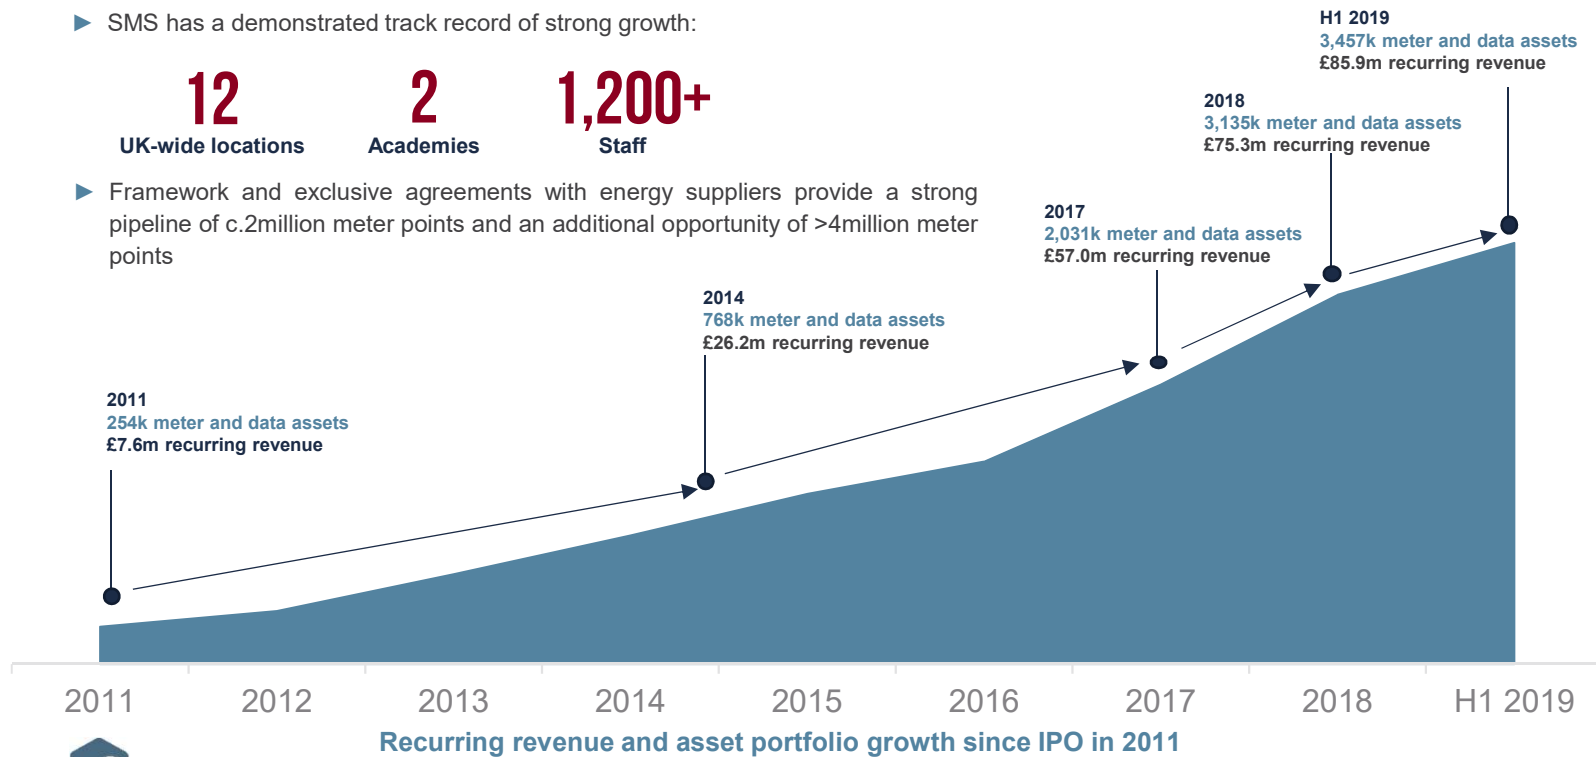 ► SMS has a demonstrated track record of strong growth:
12
UK-wide locations
2
Academies
1,200+
Staff
► Framework and exclusive agreements with energy suppliers provide a strong
pipeline of c.2million meter points and an additional opportunity of >4million meter
points
2011
254k meter and data assets
£7.6m recurring revenue
2014
768k meter and data assets
£26.2m recurring revenue
2017
2,031k meter and data assets
£57.0m recurring revenue
2018
3,135k meter and data assets
£75.3m recurring revenue
H1 2019
3,457k meter and data assets
£85.9m recurring revenue
2011 2012 2013 2014 2015 2016 2017 2018 H1 2019
Recurring revenue and asset portfolio growth since IPO in 2011